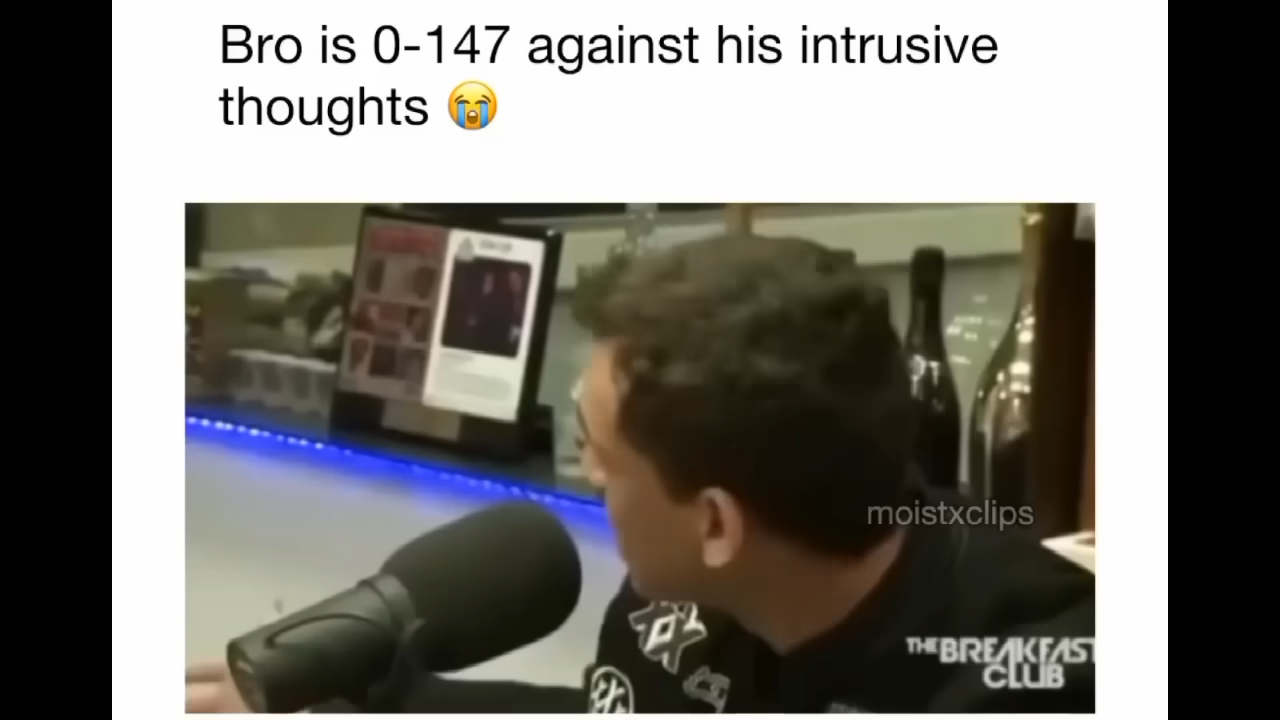 Bro is 0-147 against his intrusive
thoughts 😭
moistxclips
THE BREAKFAST
CLUB